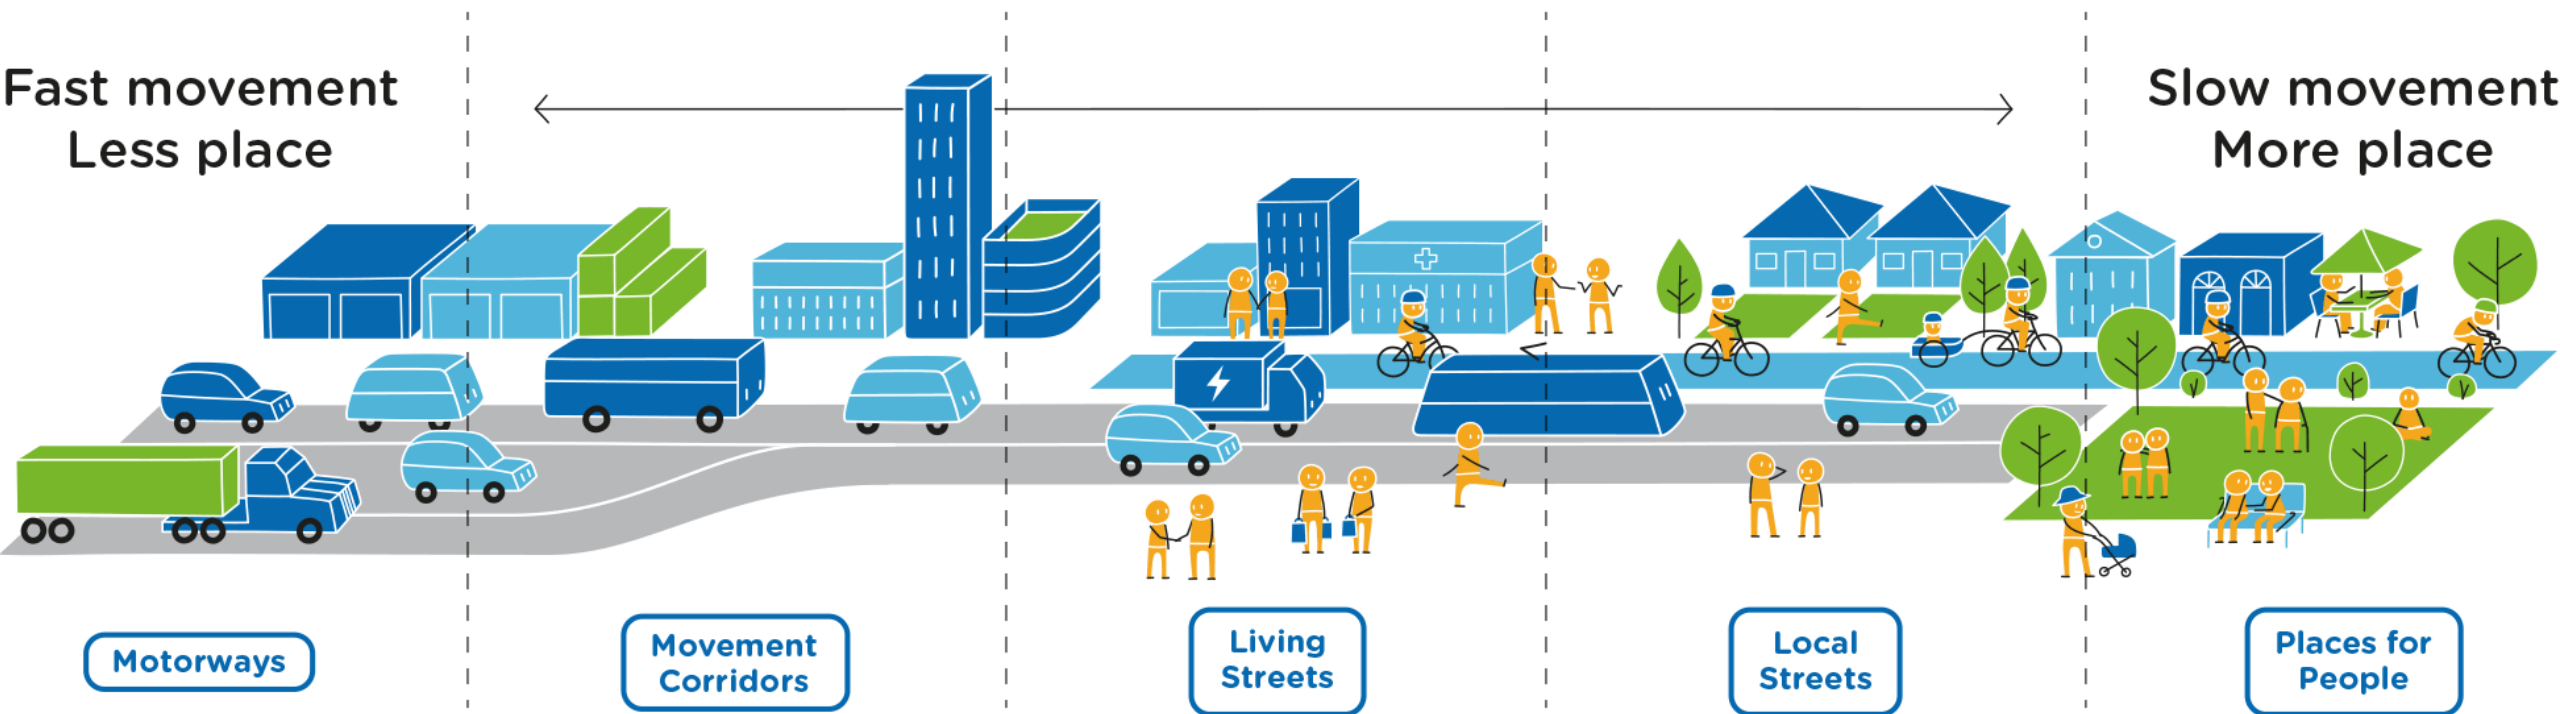 Fast movement
Less place
Slow movement
More place
Motorways
Movement
Corridors
Living
Streets
Local
Streets
Places for
People